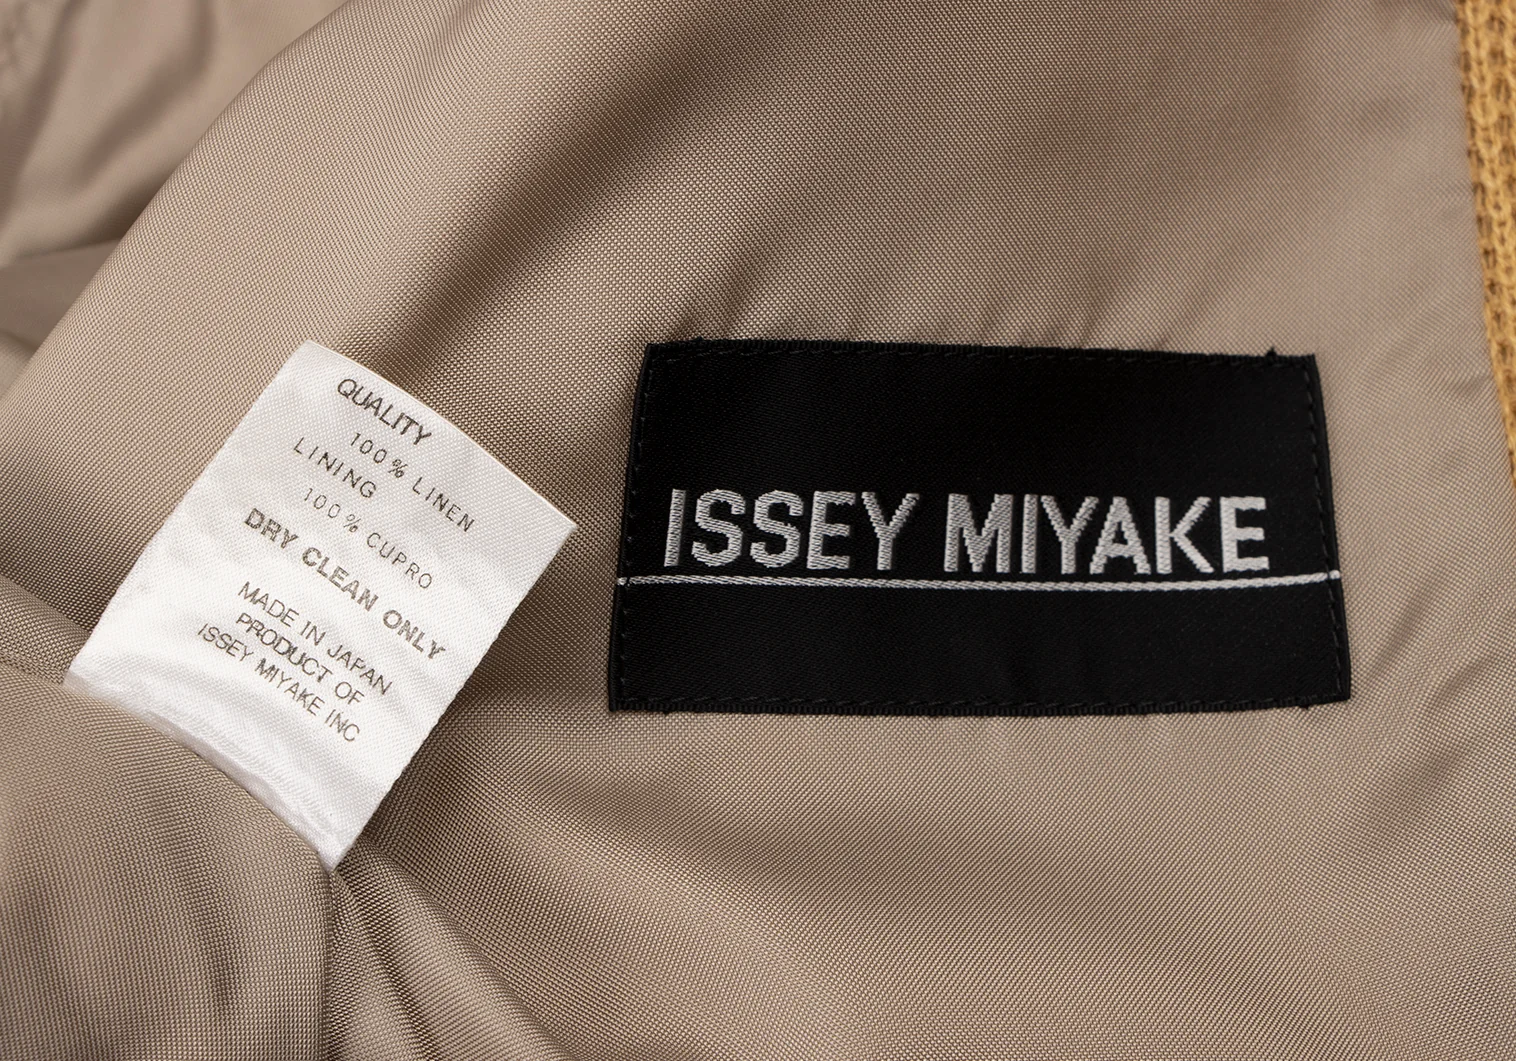 QUALITY
100% LINEN
LINING
100% CUPRO
DRY CLEAN ONLY
MADE IN JAPAN
PRODUCT OF
ISSEY MIYAKE INC
ISSEY MIYAKE